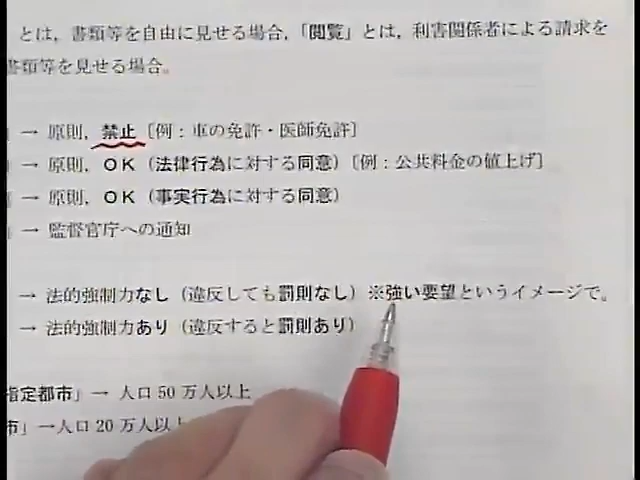 とは，書類等を自由に見せる場合，「閲覧」とは，利害関係者による請求を
書類等を見せる場合。
→ 原則，禁止［例：車の免許・医師免許］
→ 原則，ＯＫ（法律行為に対する同意）［例：公共料金の値上げ］
→ 原則，ＯＫ（事実行為に対する同意）
→ 監督官庁への通知
→ 法的強制力なし（違反しても罰則なし）※強い要望というイメージで。
→ 法的強制力あり（違反すると罰則あり）
指定都市」→ 人口 50 万人以上
市」→人口 20 万人以上